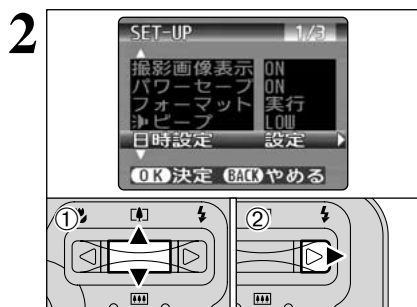 2
SET-UP 1/3
撮影画像表示 ON
パワーセーブ ON
フォーマット 実行
ビープ LOW
日時設定 設定
OK 決定 BACK やめる
① ②